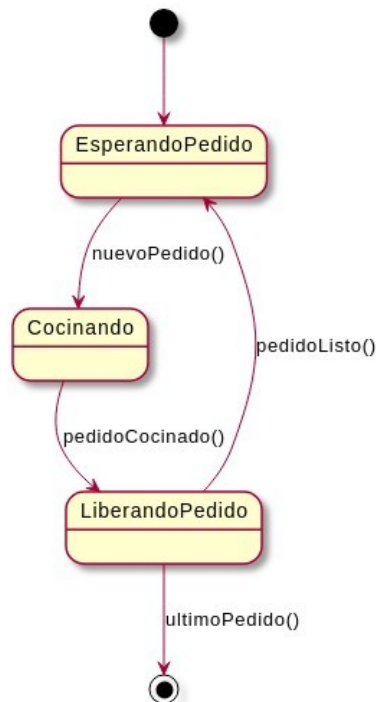 EsperandoPedido
nuevoPedido()
Cocinando
pedidoListo()
pedidoCocinado()
LiberandoPedido
ultimoPedido()